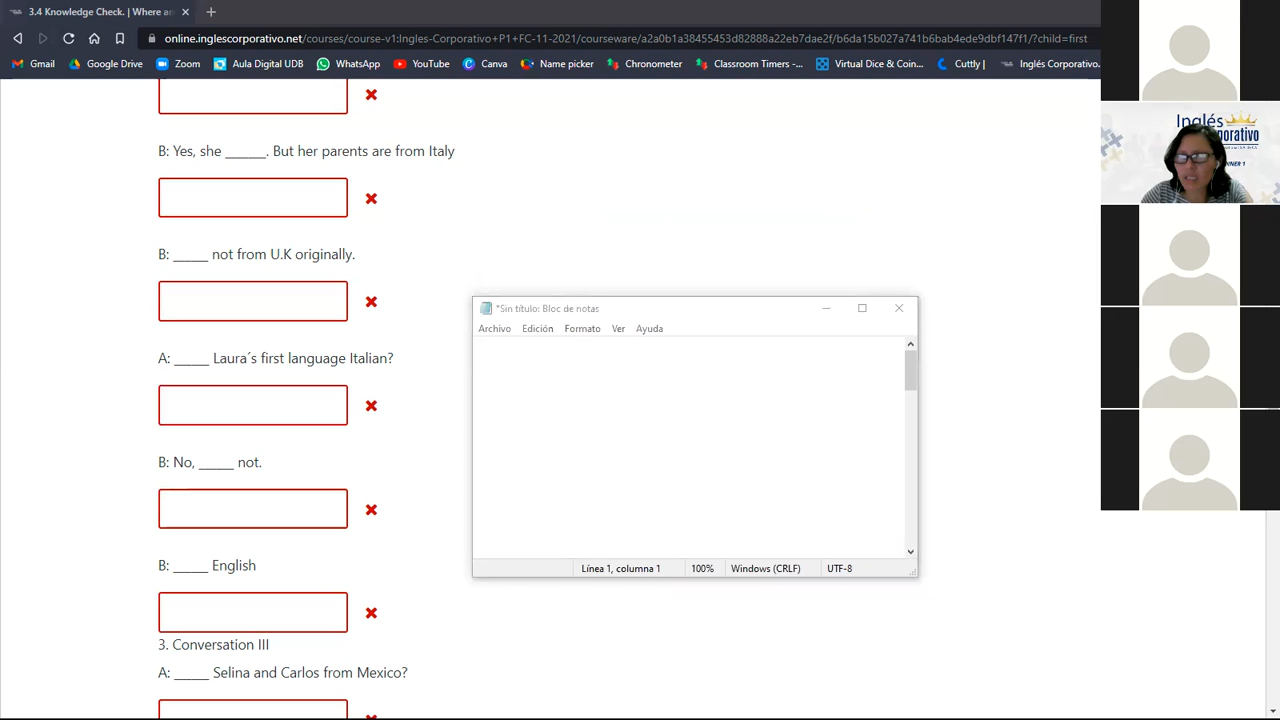 3.4 Knowledge Check. | Where ar
online.inglescorporativo.net/courses/course-v1:Ingles-Corporativo+P1+FC-11-2021/courseware/a2a0b1a38455453d82888a22eb7dae2f/b6da15b027a741b6bab4ede9dbf147f1/?child=first
Gmail Google Drive Zoom Aula Digital UDB WhatsApp YouTube Canva Name picker Chronometer Classroom Timers -... Virtual Dice & Coin... Cuttly | Inglés Corporativo.
B: Yes, she ______. But her parents are from Italy
B: _____ not from U.K originally.
A: _____ Laura´s first language Italian?
B: No, _____ not.
B: _____ English
3. Conversation III
A: _____ Selina and Carlos from Mexico?
*Sin título: Bloc de notas
Archivo Edición Formato Ver Ayuda
Línea 1, columna 1 100% Windows (CRLF) UTF-8
Inglés